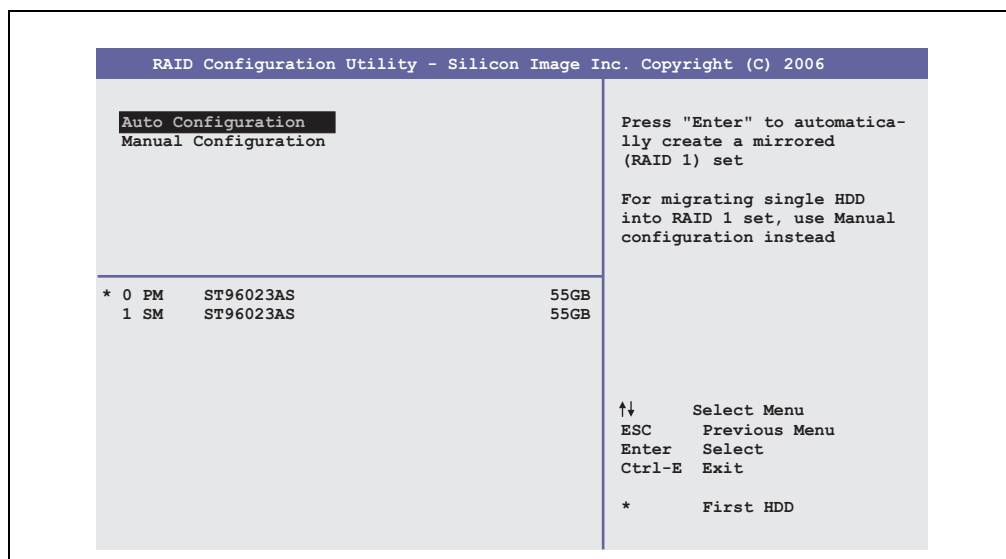 RAID Configuration Utility - Silicon Image Inc. Copyright (C) 2006
Auto Configuration
Manual Configuration
Press "Enter" to automatica-
lly create a mirrored
(RAID 1) set
For migrating single HDD
into RAID 1 set, use Manual
configuration instead
* 0 PM ST96023AS 55GB
1 SM ST96023AS 55GB
↑↓ Select Menu
ESC Previous Menu
Enter Select
Ctrl-E Exit
* First HDD